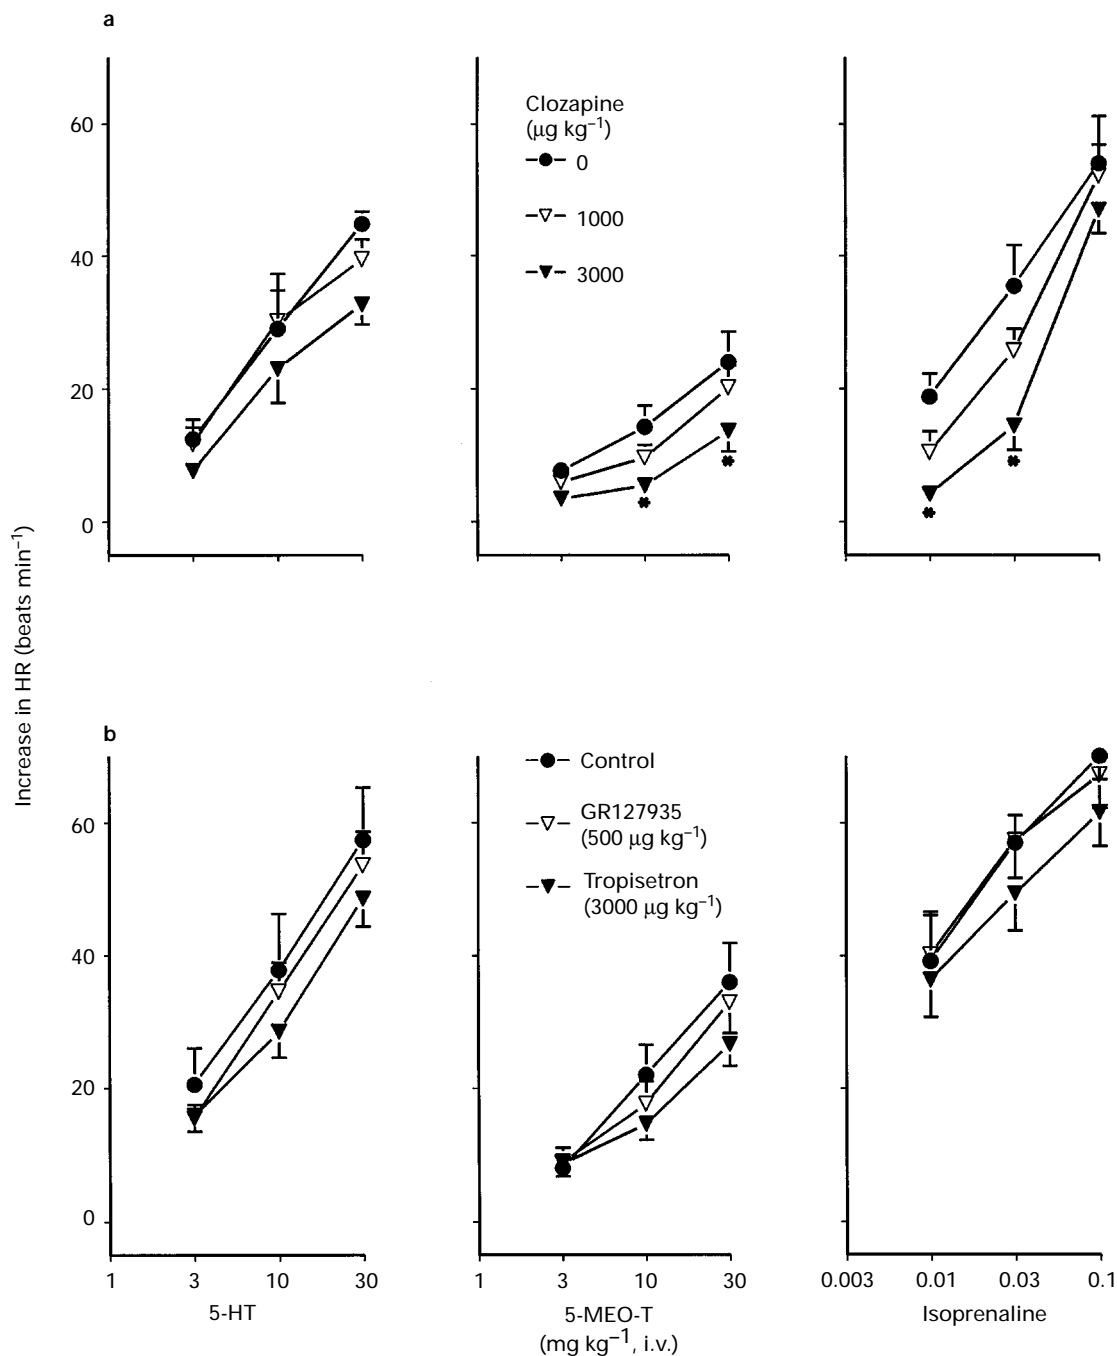 a
60
40
20
0
Clozapine
(µg kg⁻¹)
0
1000
3000
*
*
*
*
Increase in HR (beats min⁻¹)
b
60
40
20
0
Control
GR127935
(500 µg kg⁻¹)
Tropisetron
(3000 µg kg⁻¹)
1 3 10 30
1 3 10 30
0.003 0.01 0.03 0.1
5-HT
5-MEO-T
(mg kg⁻¹, i.v.)
Isoprenaline